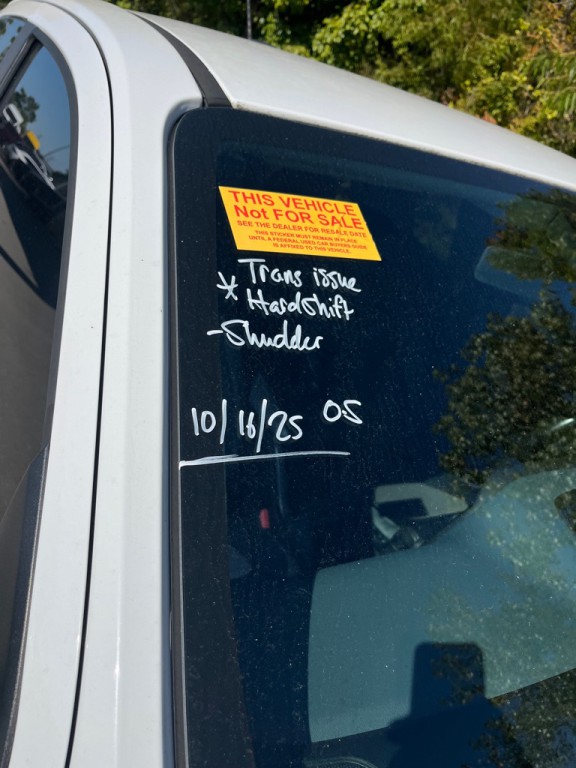 THIS VEHICLE
Not FOR SALE
SEE THE DEALER FOR RESALE DATE
THIS STICKER MUST REMAIN IN PLACE
UNTIL A FEDERAL USED CAR BUYERS GUIDE
IS AFFIXED TO THIS VEHICLE.
* Trans issue
Hardshift
- Shudder
10/16/25 OS